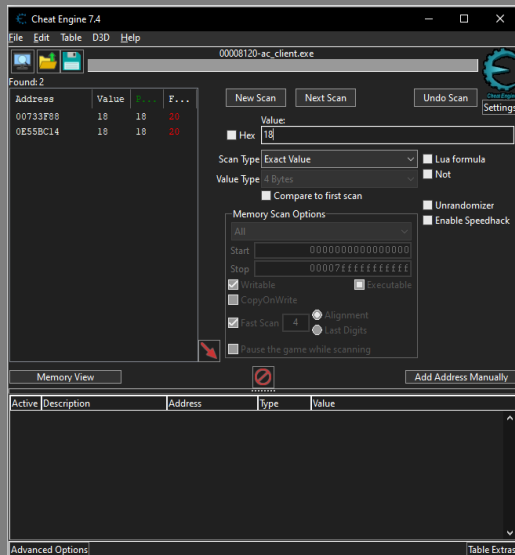 Cheat Engine 7.4
File Edit Table D3D Help
00008120-ac_client.exe
Found: 2
Address Value P... F...
00733F88 18 18 20
0E55BC14 18 18 20
New Scan Next Scan Undo Scan
Cheat Engine
Settings
Value:
Hex 18
Scan Type Exact Value
Lua formula
Value Type 4 Bytes
Not
Compare to first scan
Unrandomizer
Enable Speedhack
Memory Scan Options
All
Start 0000000000000000
Stop 00007fffffffffff
Writable Executable
CopyOnWrite
Fast Scan 4 Alignment
Last Digits
Pause the game while scanning
Memory View Add Address Manually
Active Description Address Type Value
Advanced Options Table Extras